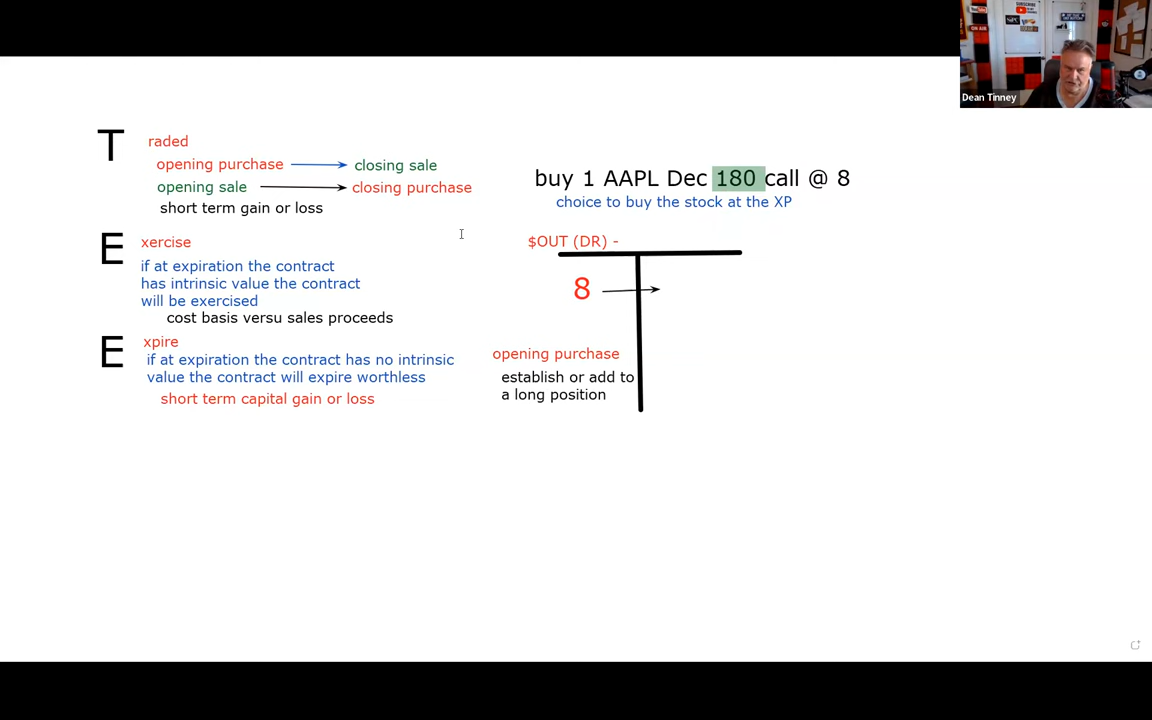 Dean Tinney
T raded
opening purchase closing sale
opening sale closing purchase
short term gain or loss
E xercise
if at expiration the contract
has intrinsic value the contract
will be exercised
cost basis versu sales proceeds
E xpire
if at expiration the contract has no intrinsic
value the contract will expire worthless
short term capital gain or loss
buy 1 AAPL Dec 180 call @ 8
choice to buy the stock at the XP
$OUT (DR) -
8
opening purchase
establish or add to
a long position